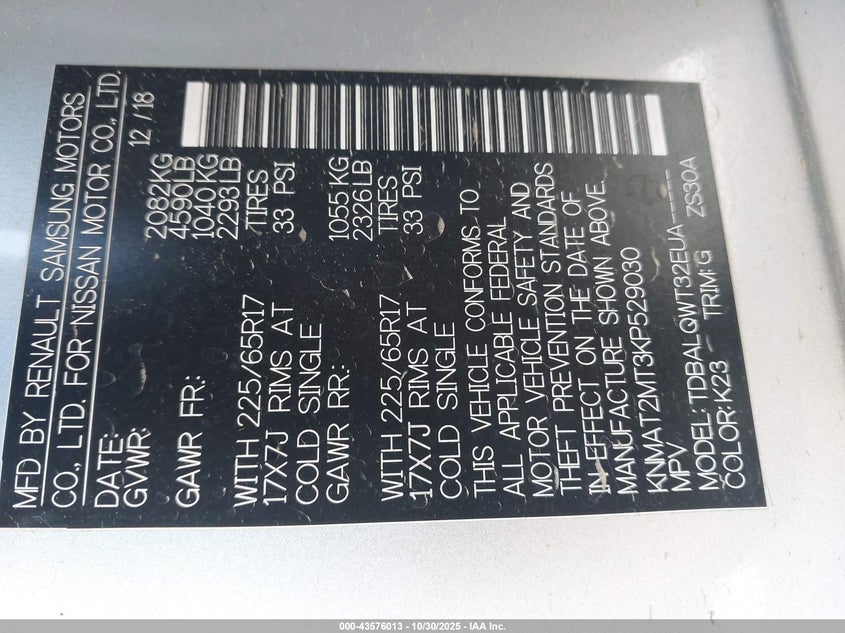 MFD BY RENAULT SAMSUNG MOTORS
CO., LTD. FOR NISSAN MOTOR CO., LTD.
DATE: 12/18
GVWR: 2082KG
4590LB
GAWR FR.: 1040KG
2293LB
WITH 225/65R17 TIRES
17X7J RIMS AT 33 PSI
COLD SINGLE
GAWR RR.: 1055KG
2326LB
WITH 225/65R17 TIRES
17X7J RIMS AT 33 PSI
COLD SINGLE
THIS VEHICLE CONFORMS TO
ALL APPLICABLE FEDERAL
MOTOR VEHICLE SAFETY AND
THEFT PREVENTION STANDARDS
IN EFFECT ON THE DATE OF
MANUFACTURE SHOWN ABOVE.
KNMAT2MT3KP529030
MPV
MODEL: TDBALQWT32EUA-----
COLOR: K23 TRIM: G ZS30A
000-43576013 - 10/30/2025 - IAA Inc.